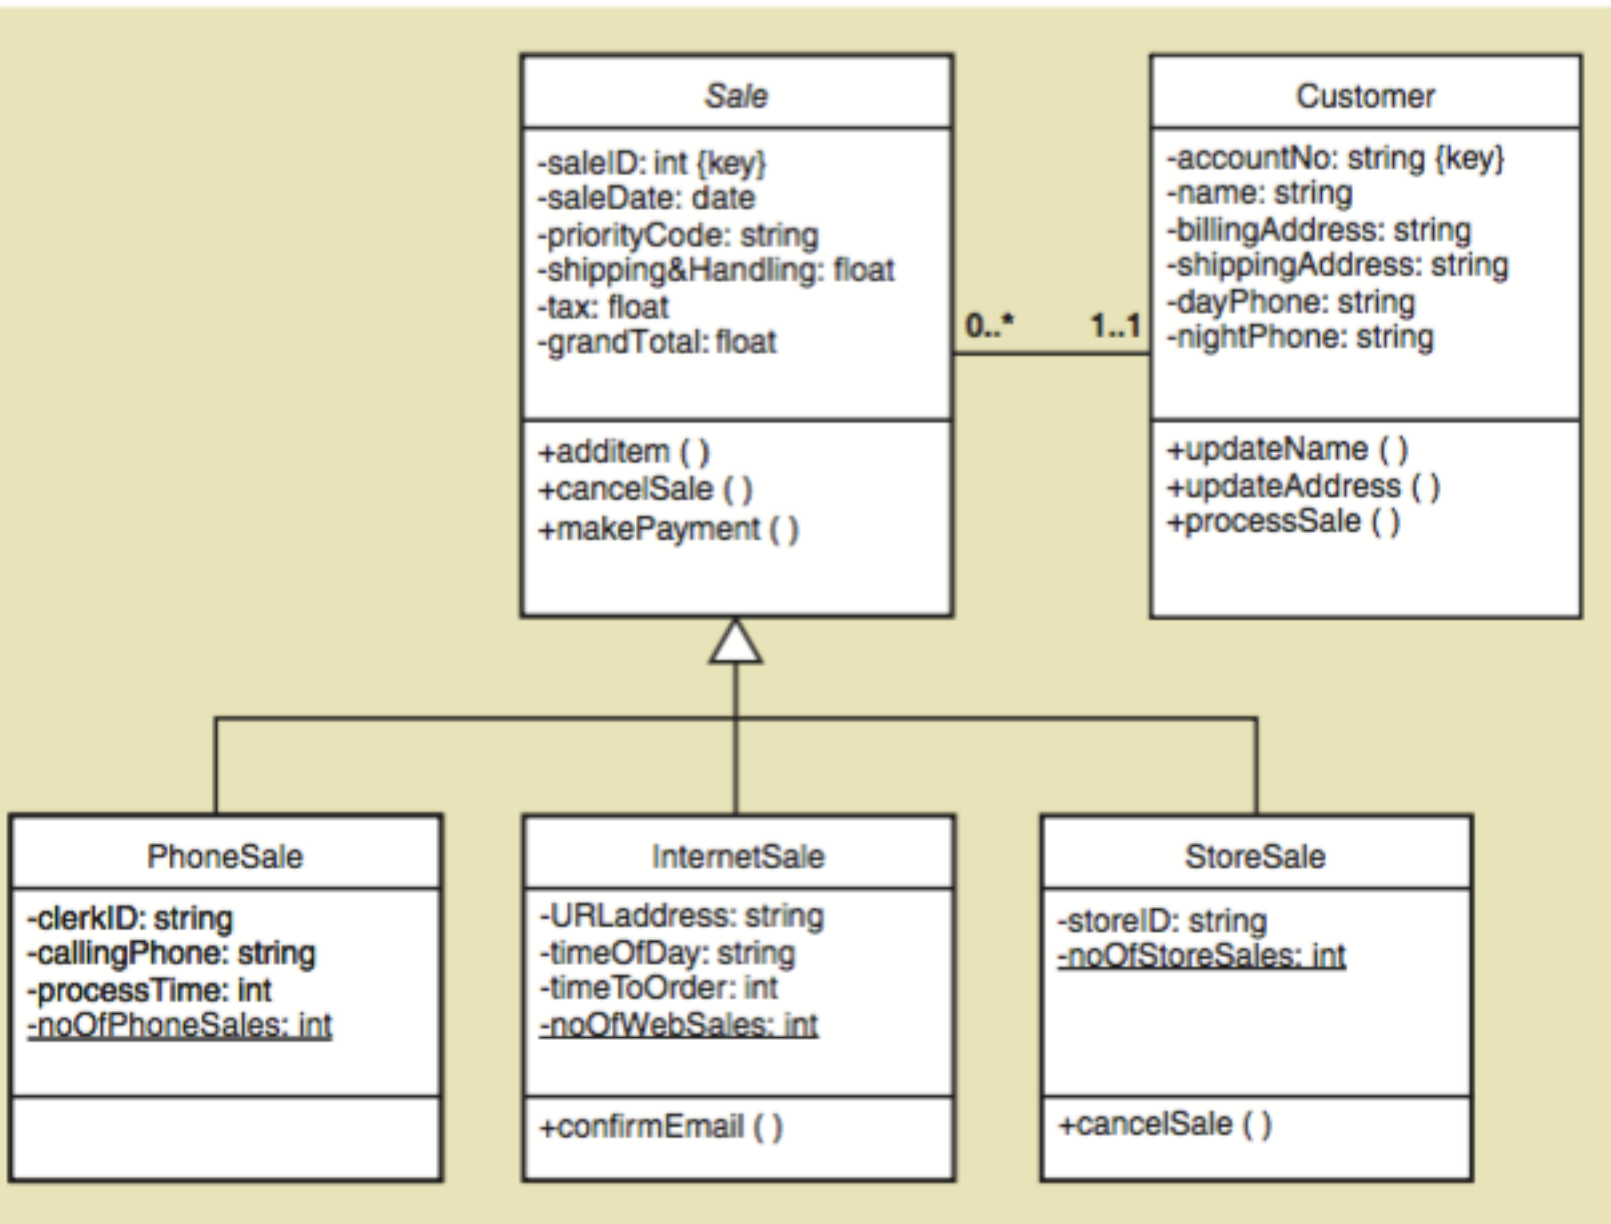 Sale
-saleID: int {key}
-saleDate: date
-priorityCode: string
-shipping&Handling: float
-tax: float
-grandTotal: float
+additem ( )
+cancelSale ( )
+makePayment ( )
0..*
1..1
Customer
-accountNo: string {key}
-name: string
-billingAddress: string
-shippingAddress: string
-dayPhone: string
-nightPhone: string
+updateName ( )
+updateAddress ( )
+processSale ( )
PhoneSale
-clerkID: string
-callingPhone: string
-processTime: int
-noOfPhoneSales: int
InternetSale
-URLaddress: string
-timeOfDay: string
-timeToOrder: int
-noOfWebSales: int
+confirmEmail ( )
StoreSale
-storeID: string
-noOfStoreSales: int
+cancelSale ( )